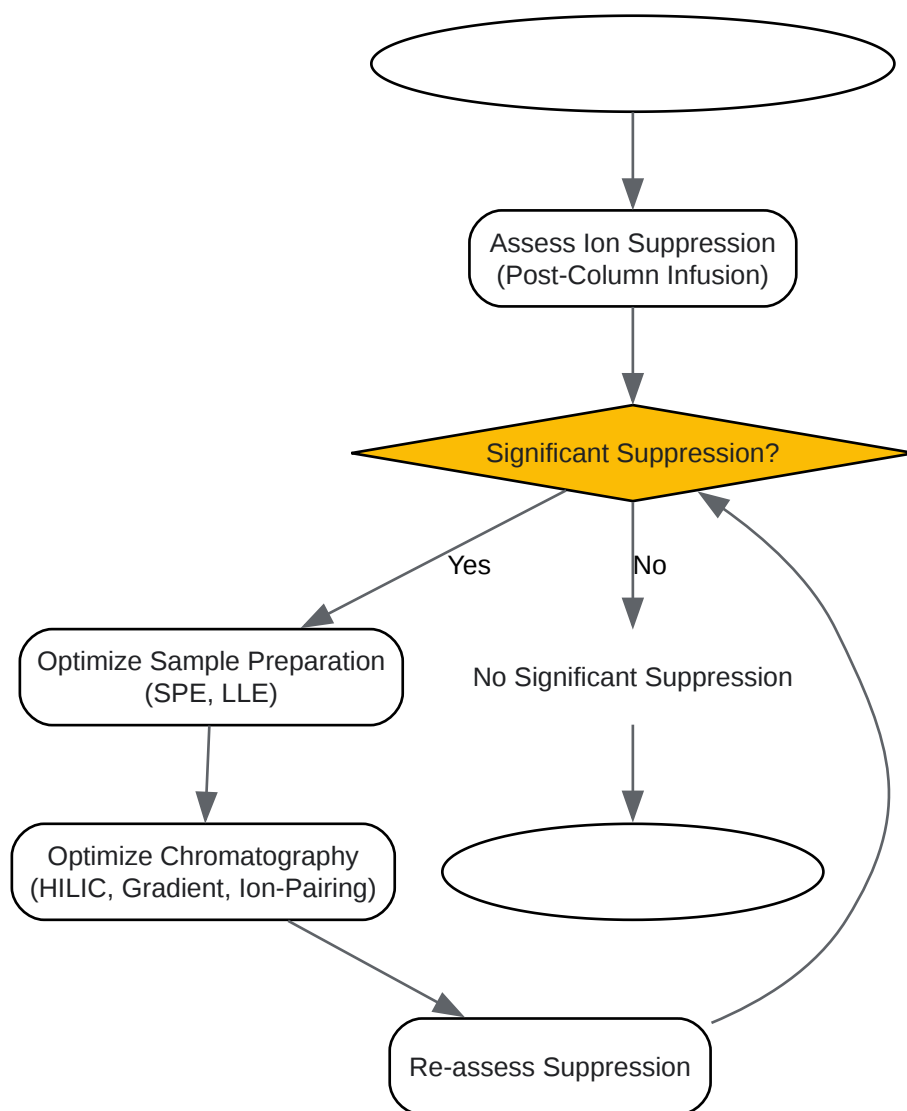 Assess Ion Suppression
(Post-Column Infusion)
Significant Suppression?
Yes
No
Optimize Sample Preparation
(SPE, LLE)
No Significant Suppression
Optimize Chromatography
(HILIC, Gradient, Ion-Pairing)
Re-assess Suppression